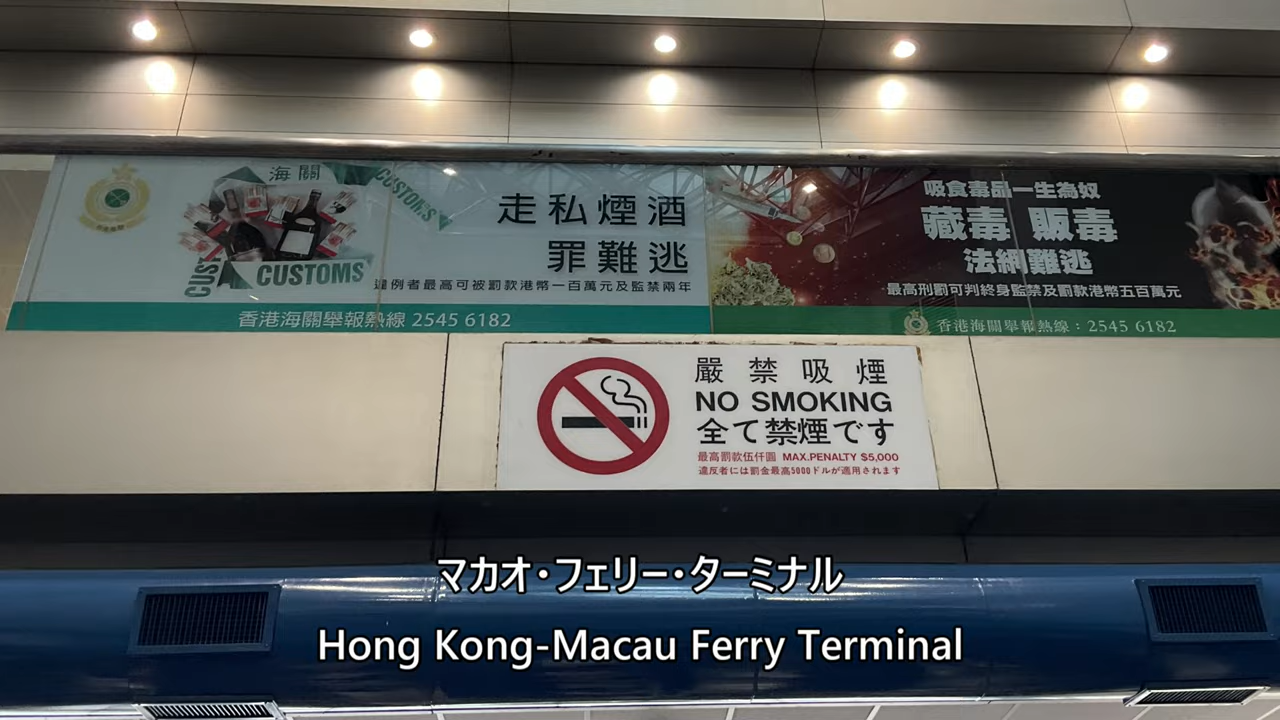 海關
CUSTOMS
CUSTOMS
走私煙酒
罪難逃
違例者最高可被罰款港幣一百萬元及監禁兩年
香港海關舉報熱線 2545 6182
吸食毒品一生為奴
藏毒 販毒
法網難逃
最高刑罰可判終身監禁及罰款港幣五百萬元
香港海關舉報熱線：2545 6182
嚴禁吸煙
NO SMOKING
全て禁煙です
最高罰款伍仟圓 MAX.PENALTY $5,000
違反者には罰金最高5000ドルが適用されます
マカオ・フェリー・ターミナル
Hong Kong-Macau Ferry Terminal